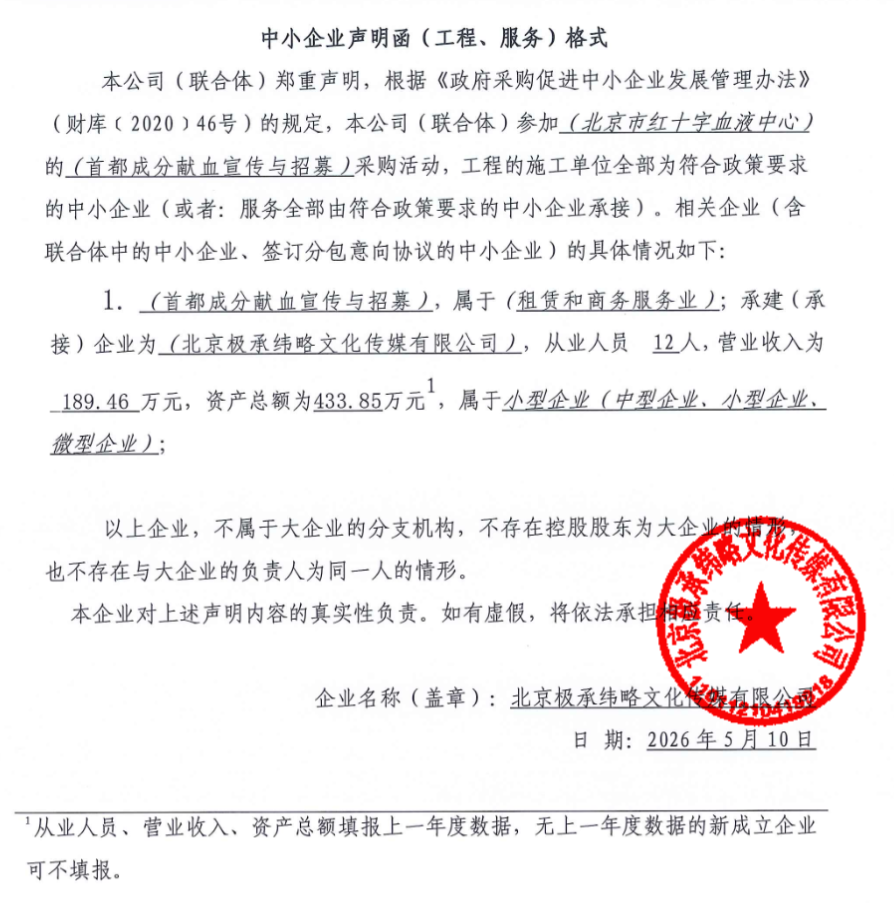 中小企业声明函（工程、服务）格式
本公司（联合体）郑重声明，根据《政府采购促进中小企业发展管理办法》
（财库﹝2020﹞46号）的规定，本公司（联合体）参加（北京市红十字血液中心）
的（首都成分献血宣传与招募）采购活动，工程的施工单位全部为符合政策要求
的中小企业（或者：服务全部由符合政策要求的中小企业承接）。相关企业（含
联合体中的中小企业、签订分包意向协议的中小企业）的具体情况如下：
1.（首都成分献血宣传与招募），属于（租赁和商务服务业）；承建（承
接）企业为（北京极承纬略文化传媒有限公司），从业人员 12人，营业收入为
189.46 万元，资产总额为433.85万元1，属于小型企业（中型企业、小型企业、
微型企业）；
以上企业，不属于大企业的分支机构，不存在控股股东为大企业的情形，
也不存在与大企业的负责人为同一人的情形。
本企业对上述声明内容的真实性负责。如有虚假，将依法承担相应责任。
企业名称（盖章）：北京极承纬略文化传媒有限公司
日 期：2026 年 5 月 10 日
北京极承纬略文化传媒有限公司
1从业人员、营业收入、资产总额填报上一年度数据，无上一年度数据的新成立企业
可不填报。